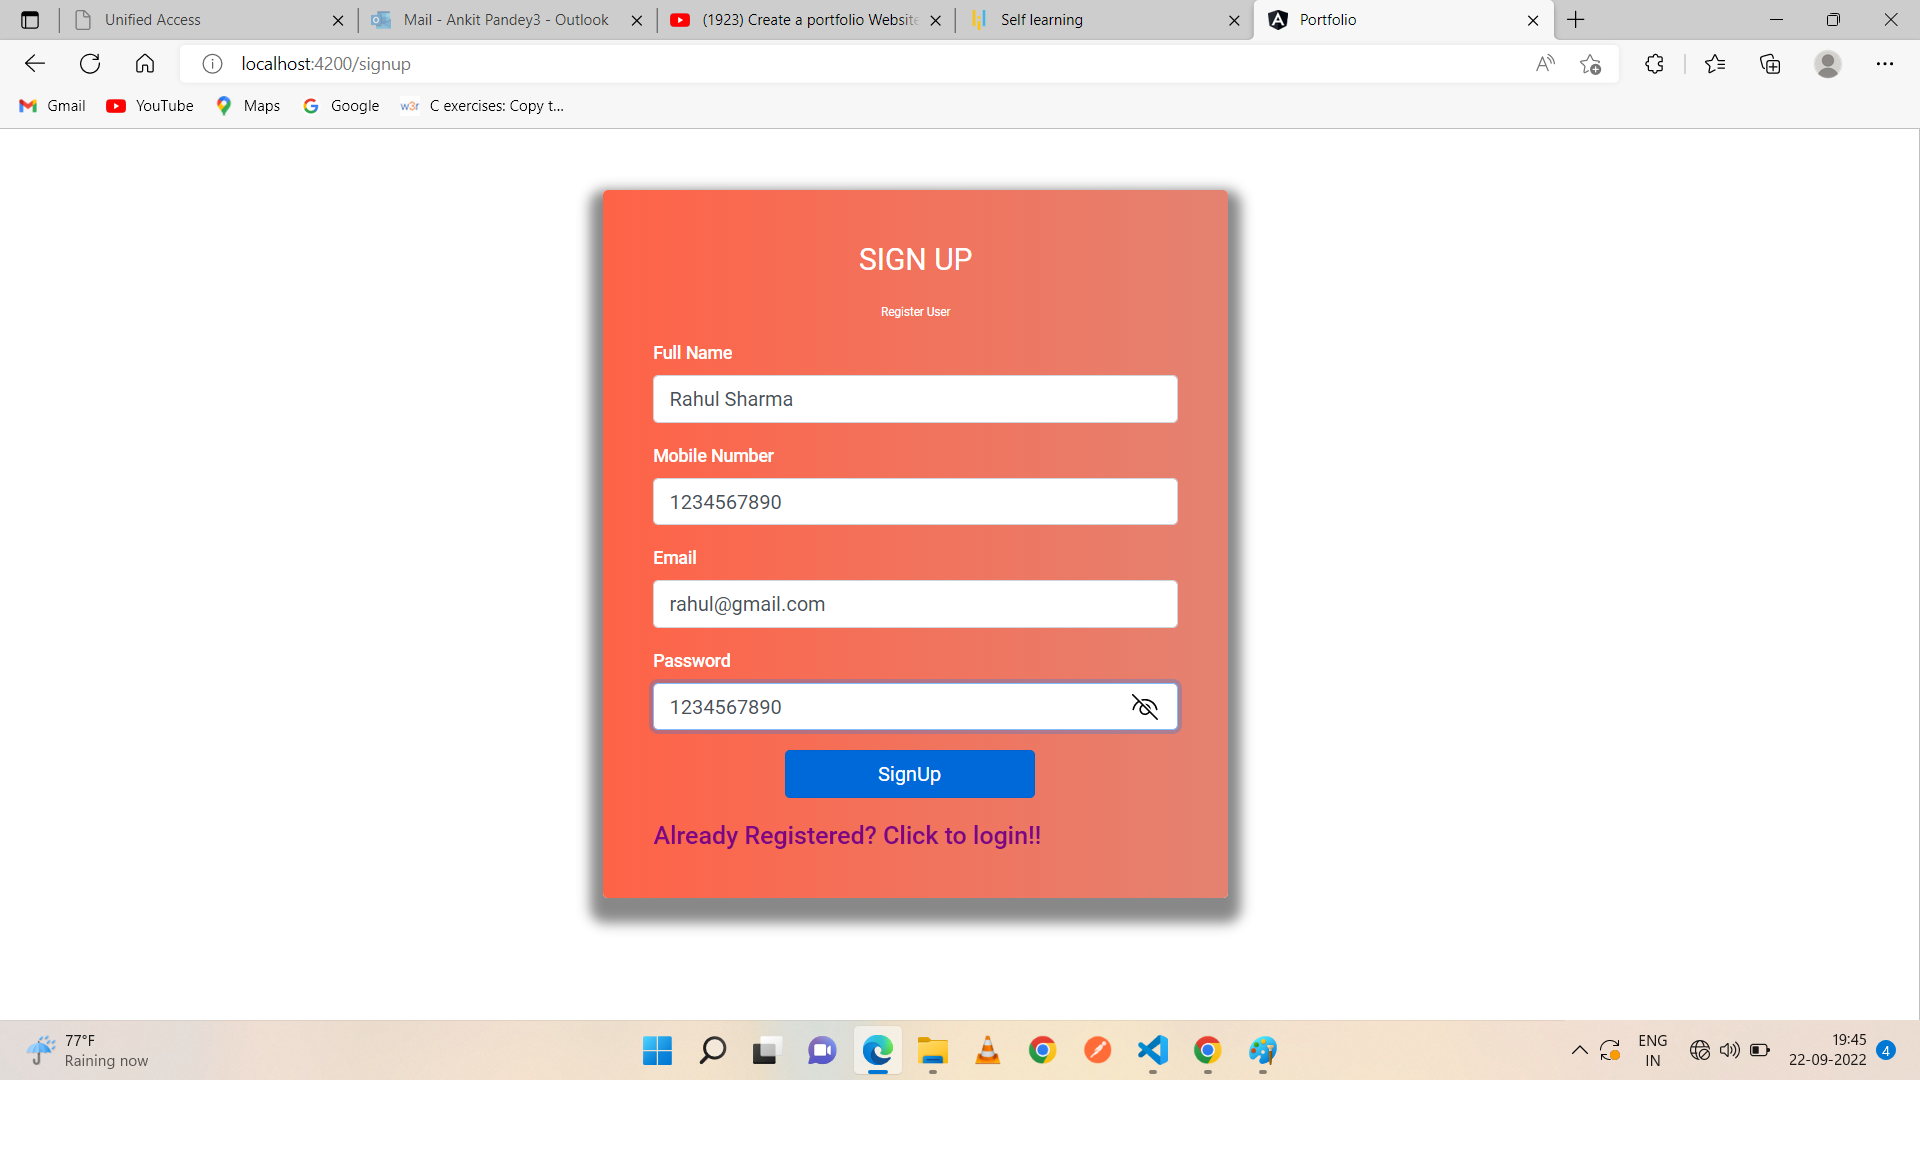 Unified Access
Mail - Ankit Pandey3 - Outlook
(1923) Create a portfolio Website
Self learning
Portfolio
localhost:4200/signup
Gmail
YouTube
Maps
Google
w3r
C exercises: Copy t...
SIGN UP
Register User
Full Name
Rahul Sharma
Mobile Number
1234567890
Email
rahul@gmail.com
Password
1234567890
SignUp
Already Registered? Click to login!!
77°F
Raining now
ENG
IN
19:45
22-09-2022
4